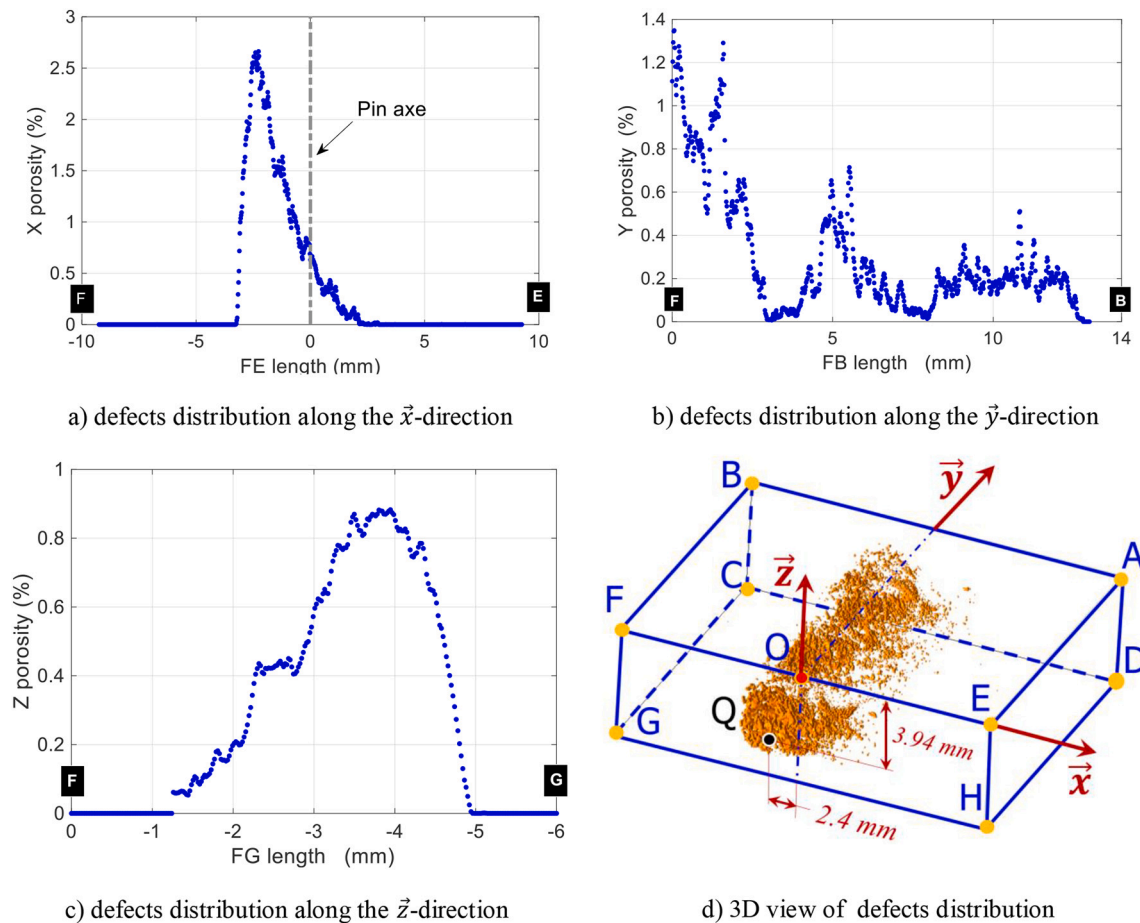 3
2.5
2
1.5
1
0.5
0
X porosity (%)
Pin axe
F
E
-10
-5
0
5
10
FE length (mm)
a) defects distribution along the x⃗-direction
1.4
1.2
1
0.8
0.6
0.4
0.2
0
Y porosity (%)
F
B
0
5
10
14
FB length (mm)
b) defects distribution along the y⃗-direction
1
0.8
0.6
0.4
0.2
0
Z porosity (%)
F
G
0
-1
-2
-3
-4
-5
-6
FG length (mm)
c) defects distribution along the z⃗-direction
B
y⃗
A
C
z⃗
F
O
D
E
Q
G
3.94 mm
x⃗
H
2.4 mm
d) 3D view of defects distribution